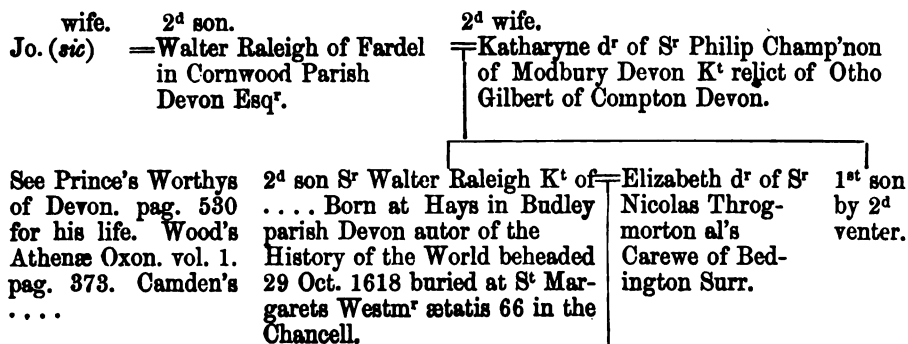 wife.
Jo. (sic)
2ᵈ son.
=Walter Raleigh of Fardel
in Cornwood Parish
Devon Esqʳ.
2ᵈ wife.
=Katharyne dʳ of Sʳ Philip Champ'non
of Modbury Devon Kᵗ relict of Otho
Gilbert of Compton Devon.
See Prince's Worthys
of Devon. pag. 530
for his life. Wood's
Athenæ Oxon. vol. 1.
pag. 373. Camden's
. . . .
2ᵈ son Sʳ Walter Raleigh Kᵗ of=
. . . . Born at Hays in Budley
parish Devon autor of the
History of the World beheaded
29 Oct. 1618 buried at Sᵗ Mar-
garets Westmʳ ætatis 66 in the
Chancell.
Elizabeth dʳ of Sʳ
Nicolas Throg-
morton al's
Carewe of Bed-
ington Surr.
1ˢᵗ son
by 2ᵈ
venter.